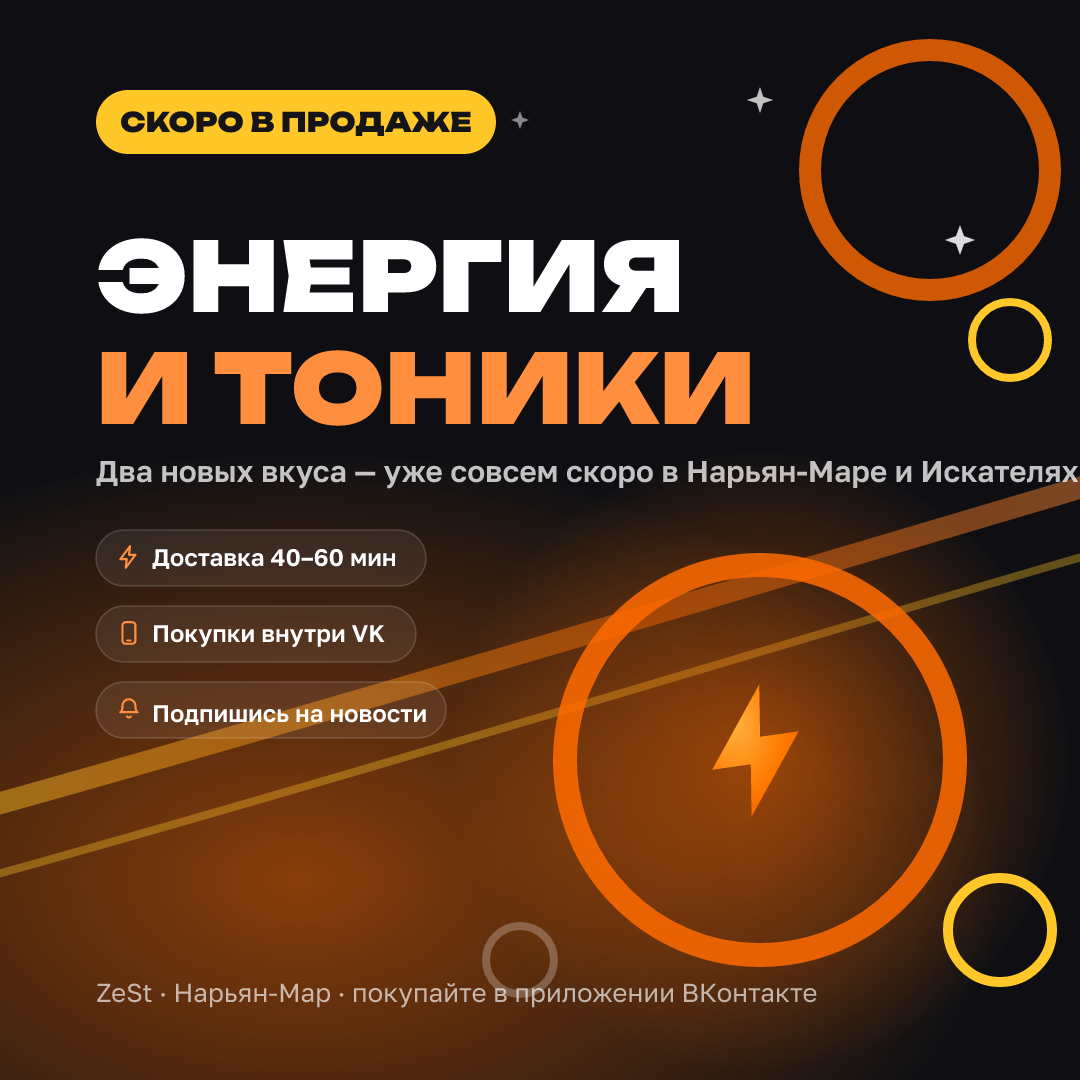 СКОРО В ПРОДАЖЕ
ЭНЕРГИЯ
И ТОНИКИ
Два новых вкуса — уже совсем скоро в Нарьян-Маре и Искателях
Доставка 40–60 мин
Покупки внутри VK
Подпишись на новости
ZeSt · Нарьян-Мар · покупайте в приложении ВКонтакте